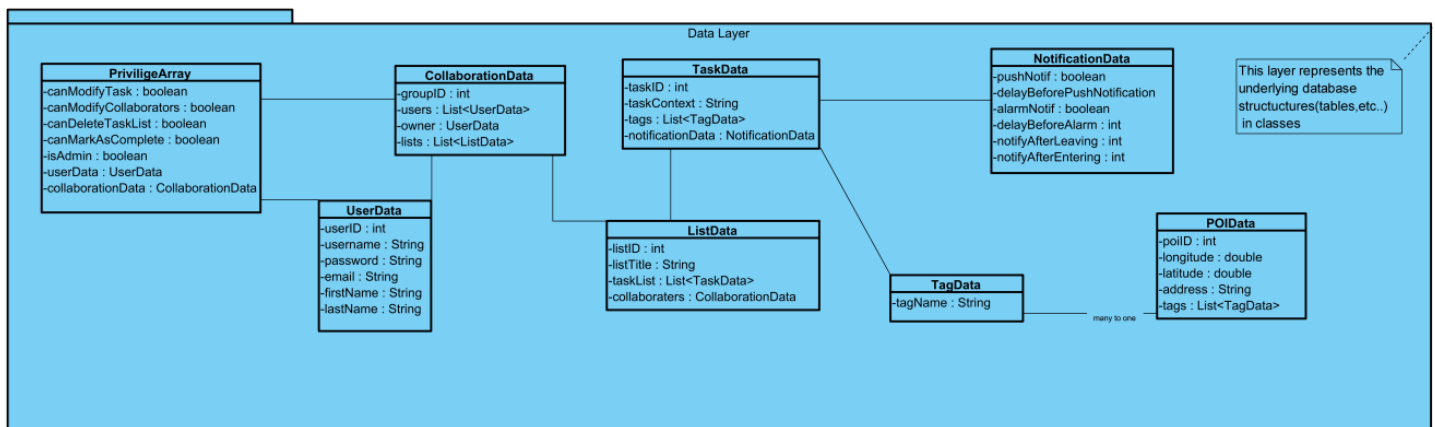 Data Layer
PriviligeArray
-canModifyTask : boolean
-canModifyCollaborators : boolean
-canDeleteTaskList : boolean
-canMarkAsComplete : boolean
-isAdmin : boolean
-userData : UserData
-collaborationData : CollaborationData
CollaborationData
-groupID : int
-users : List<UserData>
-owner : UserData
-lists : List<ListData>
TaskData
-taskID : int
-taskContext : String
-tags : List<TagData>
-notificationData : NotificationData
NotificationData
-pushNotif : boolean
-delayBeforePushNotification
-alarmNotif : boolean
-delayBeforeAlarm : int
-notifyAfterLeaving : int
-notifyAfterEntering : int
This layer represents the
underlying database
structuctures(tables,etc..)
in classes
UserData
-userID : int
-username : String
-password : String
-email : String
-firstName : String
-lastName : String
ListData
-listID : int
-listTitle : String
-taskList : List<TaskData>
-collaboraters : CollaborationData
TagData
-tagName : String
many to one
POIData
-poiID : int
-longitude : double
-latitude : double
-address : String
-tags : List<TagData>